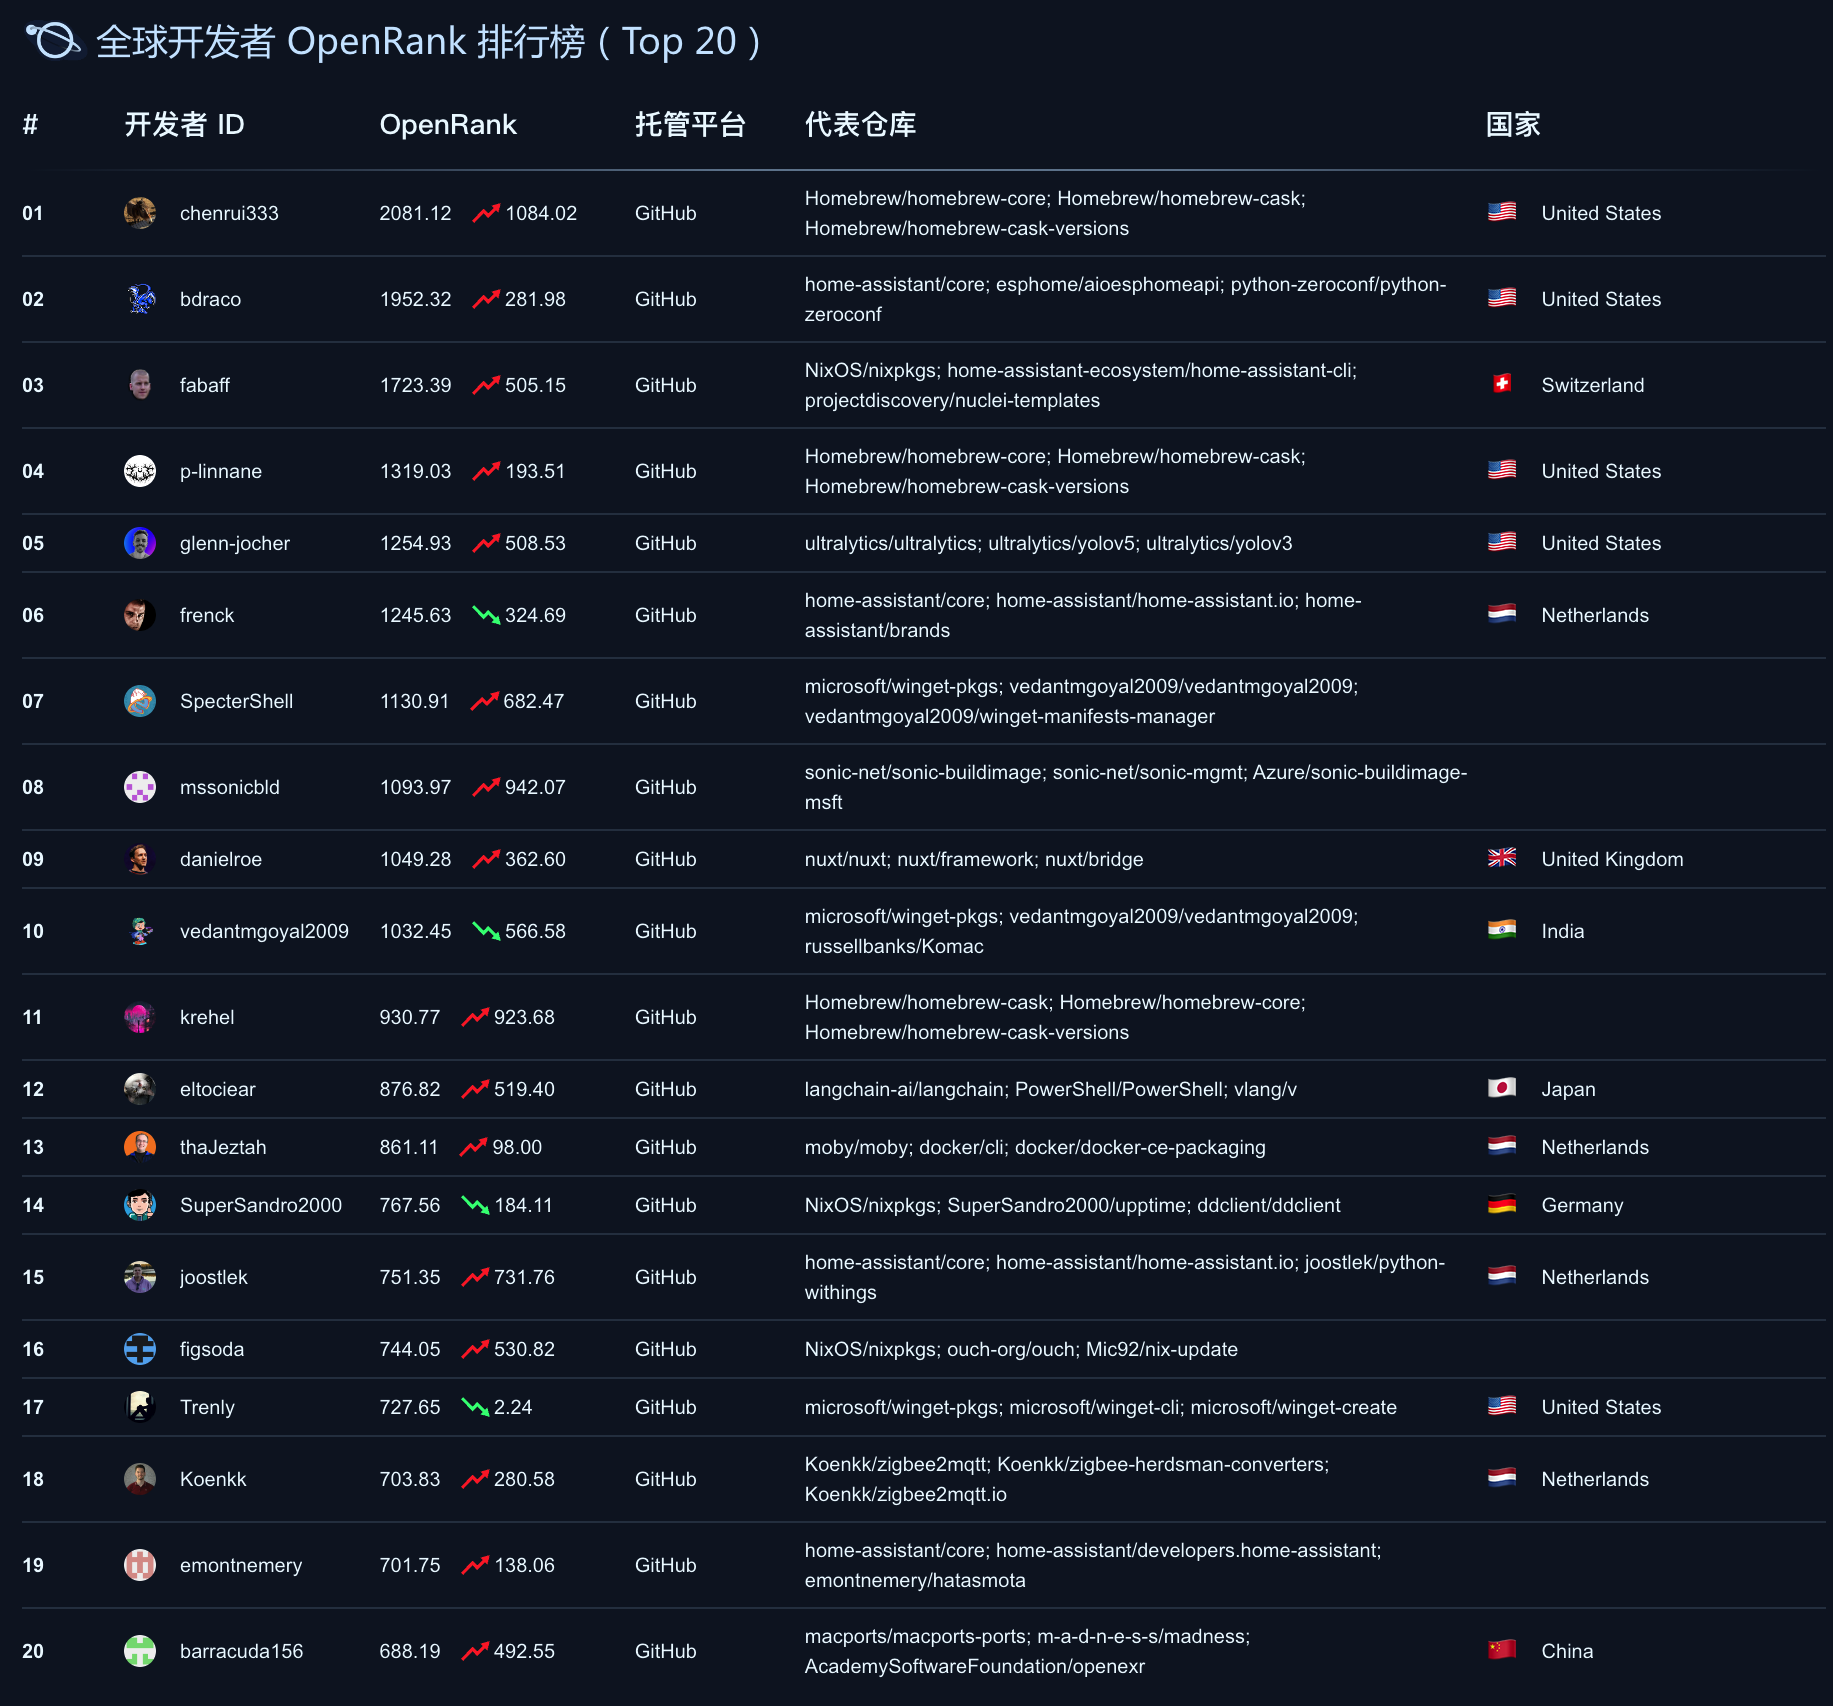 全球开发者 OpenRank 排行榜（Top 20）
# 开发者 ID OpenRank 托管平台 代表仓库 国家
01 chenrui333 2081.12 1084.02 GitHub Homebrew/homebrew-core; Homebrew/homebrew-cask; United States
Homebrew/homebrew-cask-versions
02 bdraco 1952.32 281.98 GitHub home-assistant/core; esphome/aioesphomeapi; python-zeroconf/python- United States
zeroconf
03 fabaff 1723.39 505.15 GitHub NixOS/nixpkgs; home-assistant-ecosystem/home-assistant-cli; Switzerland
projectdiscovery/nuclei-templates
04 p-linnane 1319.03 193.51 GitHub Homebrew/homebrew-core; Homebrew/homebrew-cask; United States
Homebrew/homebrew-cask-versions
05 glenn-jocher 1254.93 508.53 GitHub ultralytics/ultralytics; ultralytics/yolov5; ultralytics/yolov3 United States
06 frenck 1245.63 324.69 GitHub home-assistant/core; home-assistant/home-assistant.io; home- Netherlands
assistant/brands
07 SpecterShell 1130.91 682.47 GitHub microsoft/winget-pkgs; vedantmgoyal2009/vedantmgoyal2009;
vedantmgoyal2009/winget-manifests-manager
08 mssonicbld 1093.97 942.07 GitHub sonic-net/sonic-buildimage; sonic-net/sonic-mgmt; Azure/sonic-buildimage-
msft
09 danielroe 1049.28 362.60 GitHub nuxt/nuxt; nuxt/framework; nuxt/bridge United Kingdom
10 vedantmgoyal2009 1032.45 566.58 GitHub microsoft/winget-pkgs; vedantmgoyal2009/vedantmgoyal2009; India
russellbanks/Komac
11 krehel 930.77 923.68 GitHub Homebrew/homebrew-cask; Homebrew/homebrew-core;
Homebrew/homebrew-cask-versions
12 eltociear 876.82 519.40 GitHub langchain-ai/langchain; PowerShell/PowerShell; vlang/v Japan
13 thaJeztah 861.11 98.00 GitHub moby/moby; docker/cli; docker/docker-ce-packaging Netherlands
14 SuperSandro2000 767.56 184.11 GitHub NixOS/nixpkgs; SuperSandro2000/upptime; ddclient/ddclient Germany
15 joostlek 751.35 731.76 GitHub home-assistant/core; home-assistant/home-assistant.io; joostlek/python- Netherlands
withings
16 figsoda 744.05 530.82 GitHub NixOS/nixpkgs; ouch-org/ouch; Mic92/nix-update
17 Trenly 727.65 2.24 GitHub microsoft/winget-pkgs; microsoft/winget-cli; microsoft/winget-create United States
18 Koenkk 703.83 280.58 GitHub Koenkk/zigbee2mqtt; Koenkk/zigbee-herdsman-converters; Netherlands
Koenkk/zigbee2mqtt.io
19 emontnemery 701.75 138.06 GitHub home-assistant/core; home-assistant/developers.home-assistant;
emontnemery/hatasmota
20 barracuda156 688.19 492.55 GitHub macports/macports-ports; m-a-d-n-e-s-s/madness; China
AcademySoftwareFoundation/openexr